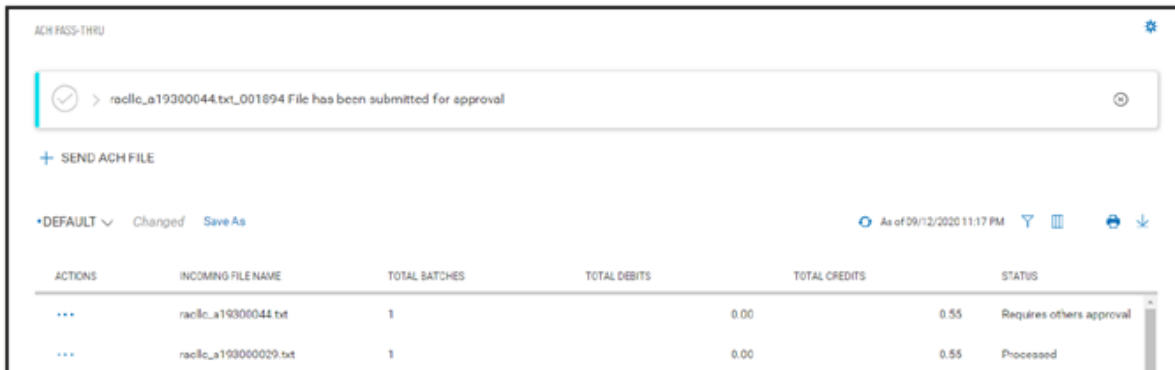 ACH PASS-THRU
racllc_a19300044.txt_001894 File has been submitted for approval
+ SEND ACH FILE
•DEFAULT Changed Save As As of 09/12/2020 11:17 PM
ACTIONS INCOMING FILE NAME TOTAL BATCHES TOTAL DEBITS TOTAL CREDITS STATUS
... racllc_a19300044.txt 1 0.00 0.55 Requires others approval
... racllc_a193000029.txt 1 0.00 0.55 Processed